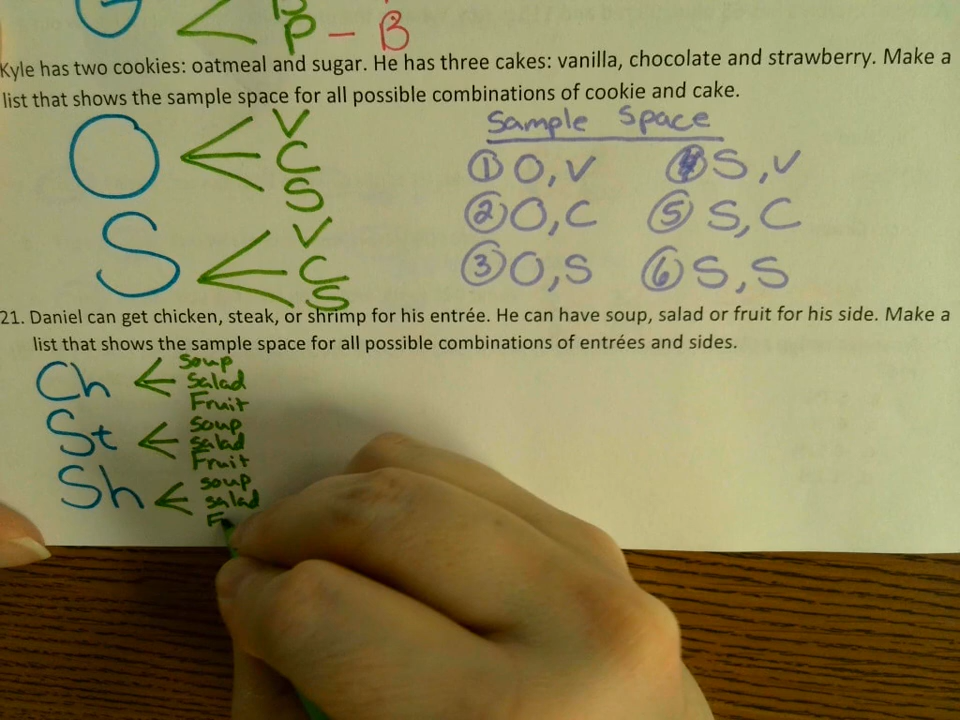 G < P - B
Kyle has two cookies: oatmeal and sugar. He has three cakes: vanilla, chocolate and strawberry. Make a
list that shows the sample space for all possible combinations of cookie and cake.
Sample Space
O < V
C
S
① O, V ④ S, V
② O, C ⑤ S, C
③ O, S ⑥ S, S
S < V
C
S
21. Daniel can get chicken, steak, or shrimp for his entrée. He can have soup, salad or fruit for his side. Make a
list that shows the sample space for all possible combinations of entrées and sides.
Ch < Soup
Salad
Fruit
St < Soup
salad
Fruit
Sh < soup
salad
F